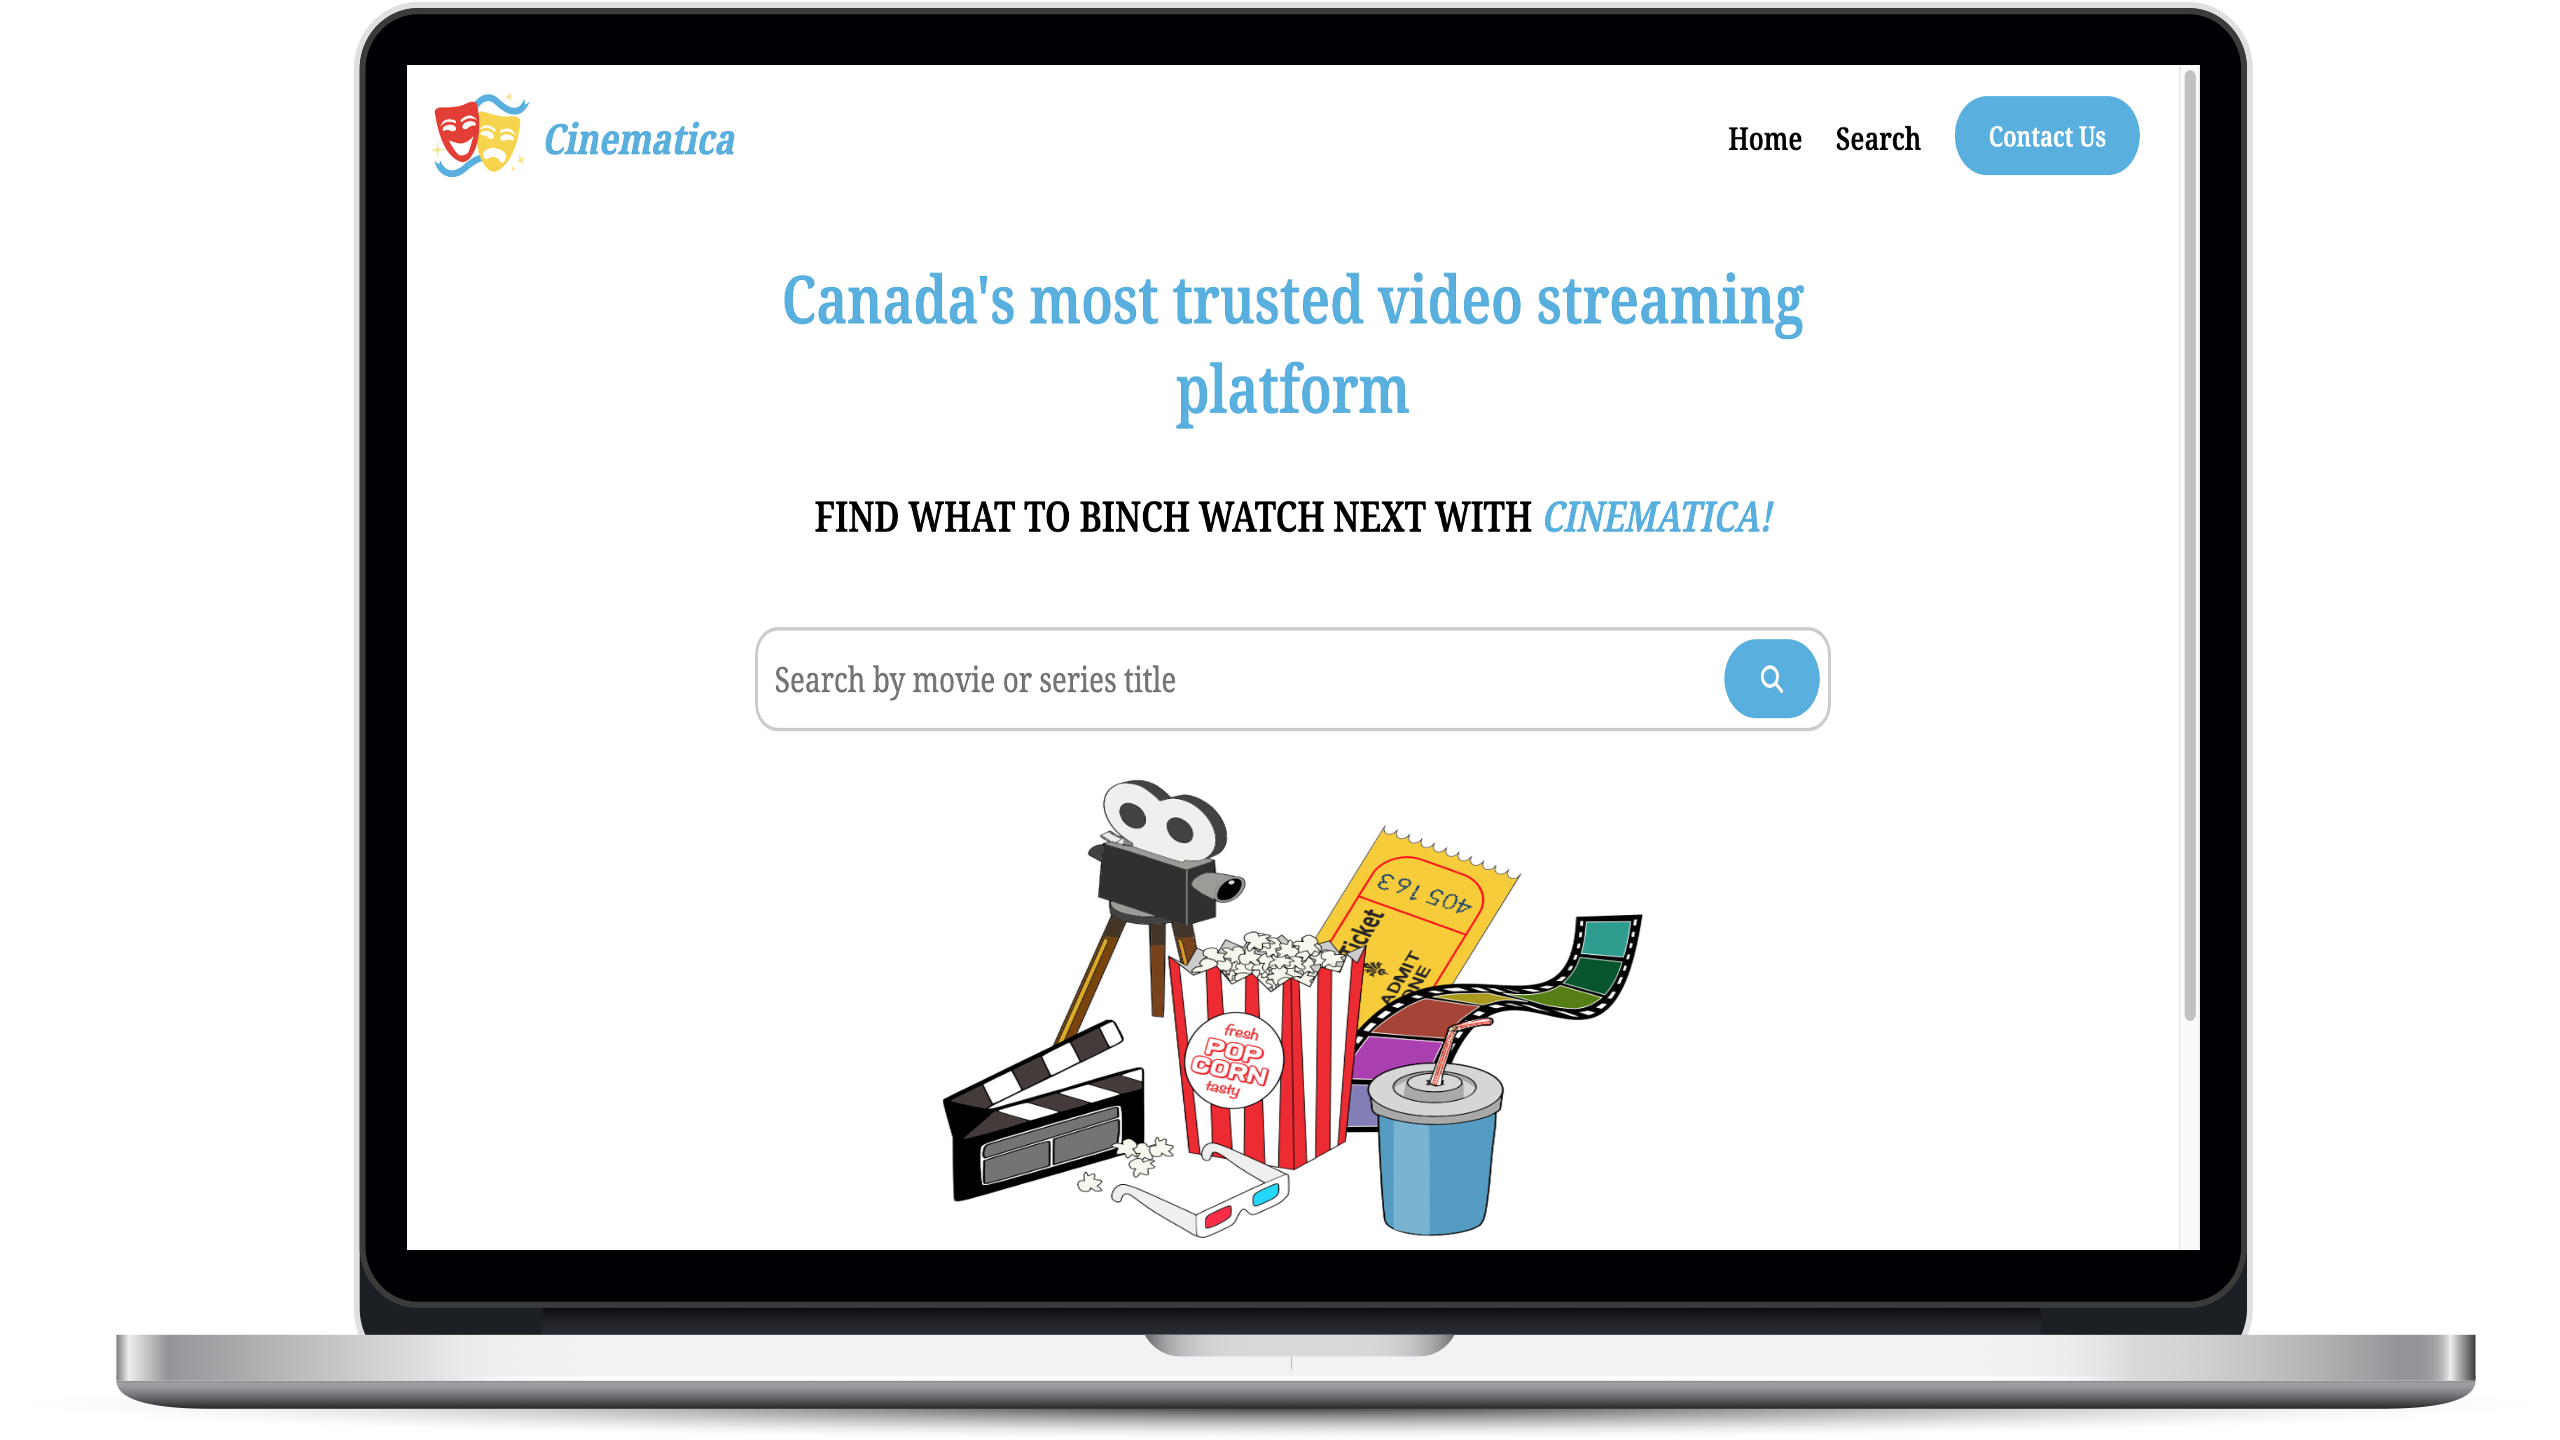 Cinematica
Home Search Contact Us
Canada's most trusted video streaming
platform
FIND WHAT TO BINCH WATCH NEXT WITH CINEMATICA!
Search by movie or series title
405 163
Ticket
ADMIT
ONE
fresh
POP
CORN
tasty